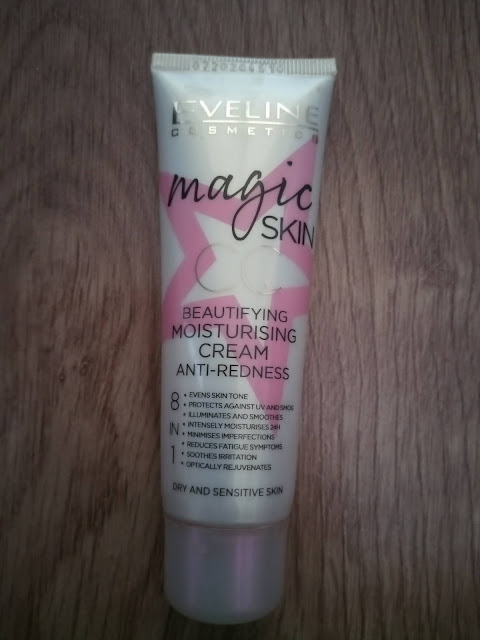 EVELINE
COSMETICS
magic
SKIN
CC
BEAUTIFYING
MOISTURISING
CREAM
ANTI-REDNESS
8 IN 1
• EVENS SKIN TONE
• PROTECTS AGAINST UV AND SMOG
• ILLUMINATES AND SMOOTHES
• INTENSELY MOISTURISES 24H
• MINIMISES IMPERFECTIONS
• REDUCES FATIGUE SYMPTOMS
• SOOTHES IRRITATION
• OPTICALLY REJUVENATES
DRY AND SENSITIVE SKIN